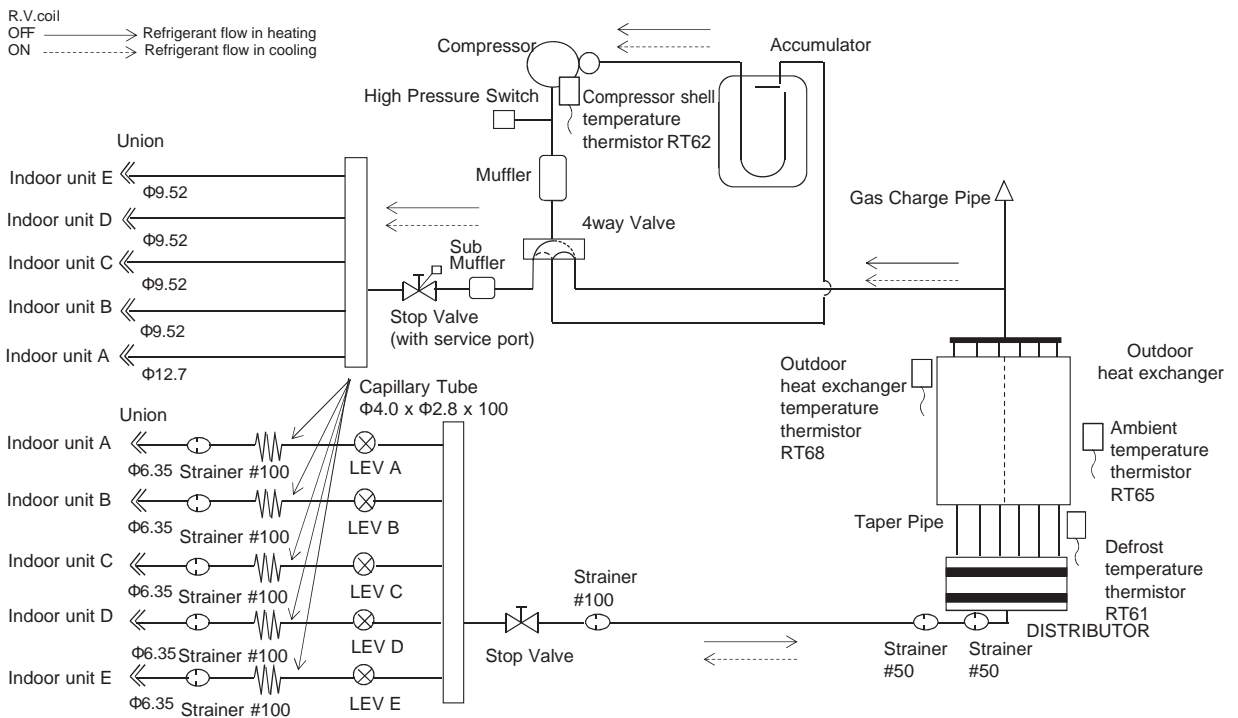 R.V.coil
OFF Refrigerant flow in heating
ON Refrigerant flow in cooling
Compressor
Accumulator
High Pressure Switch
Compressor shell
temperature
thermistor RT62
Union
Muffler
Indoor unit E
Φ9.52
Indoor unit D
Φ9.52
Indoor unit C
Φ9.52
Indoor unit B
Φ9.52
Indoor unit A
Φ12.7
4way Valve
Sub
Muffler
Stop Valve
(with service port)
Gas Charge Pipe
Outdoor
heat exchanger
temperature
thermistor
RT68
Outdoor
heat exchanger
Ambient
temperature
thermistor
RT65
Taper Pipe
Defrost
temperature
thermistor
RT61
DISTRIBUTOR
Capillary Tube
Φ4.0 x Φ2.8 x 100
Union
Indoor unit A
Φ6.35 Strainer #100
LEV A
Indoor unit B
Φ6.35 Strainer #100
LEV B
Indoor unit C
Φ6.35 Strainer #100
LEV C
Indoor unit D
Φ6.35 Strainer #100
LEV D
Indoor unit E
Φ6.35 Strainer #100
LEV E
Strainer
#100
Stop Valve
Strainer
#50
Strainer
#50